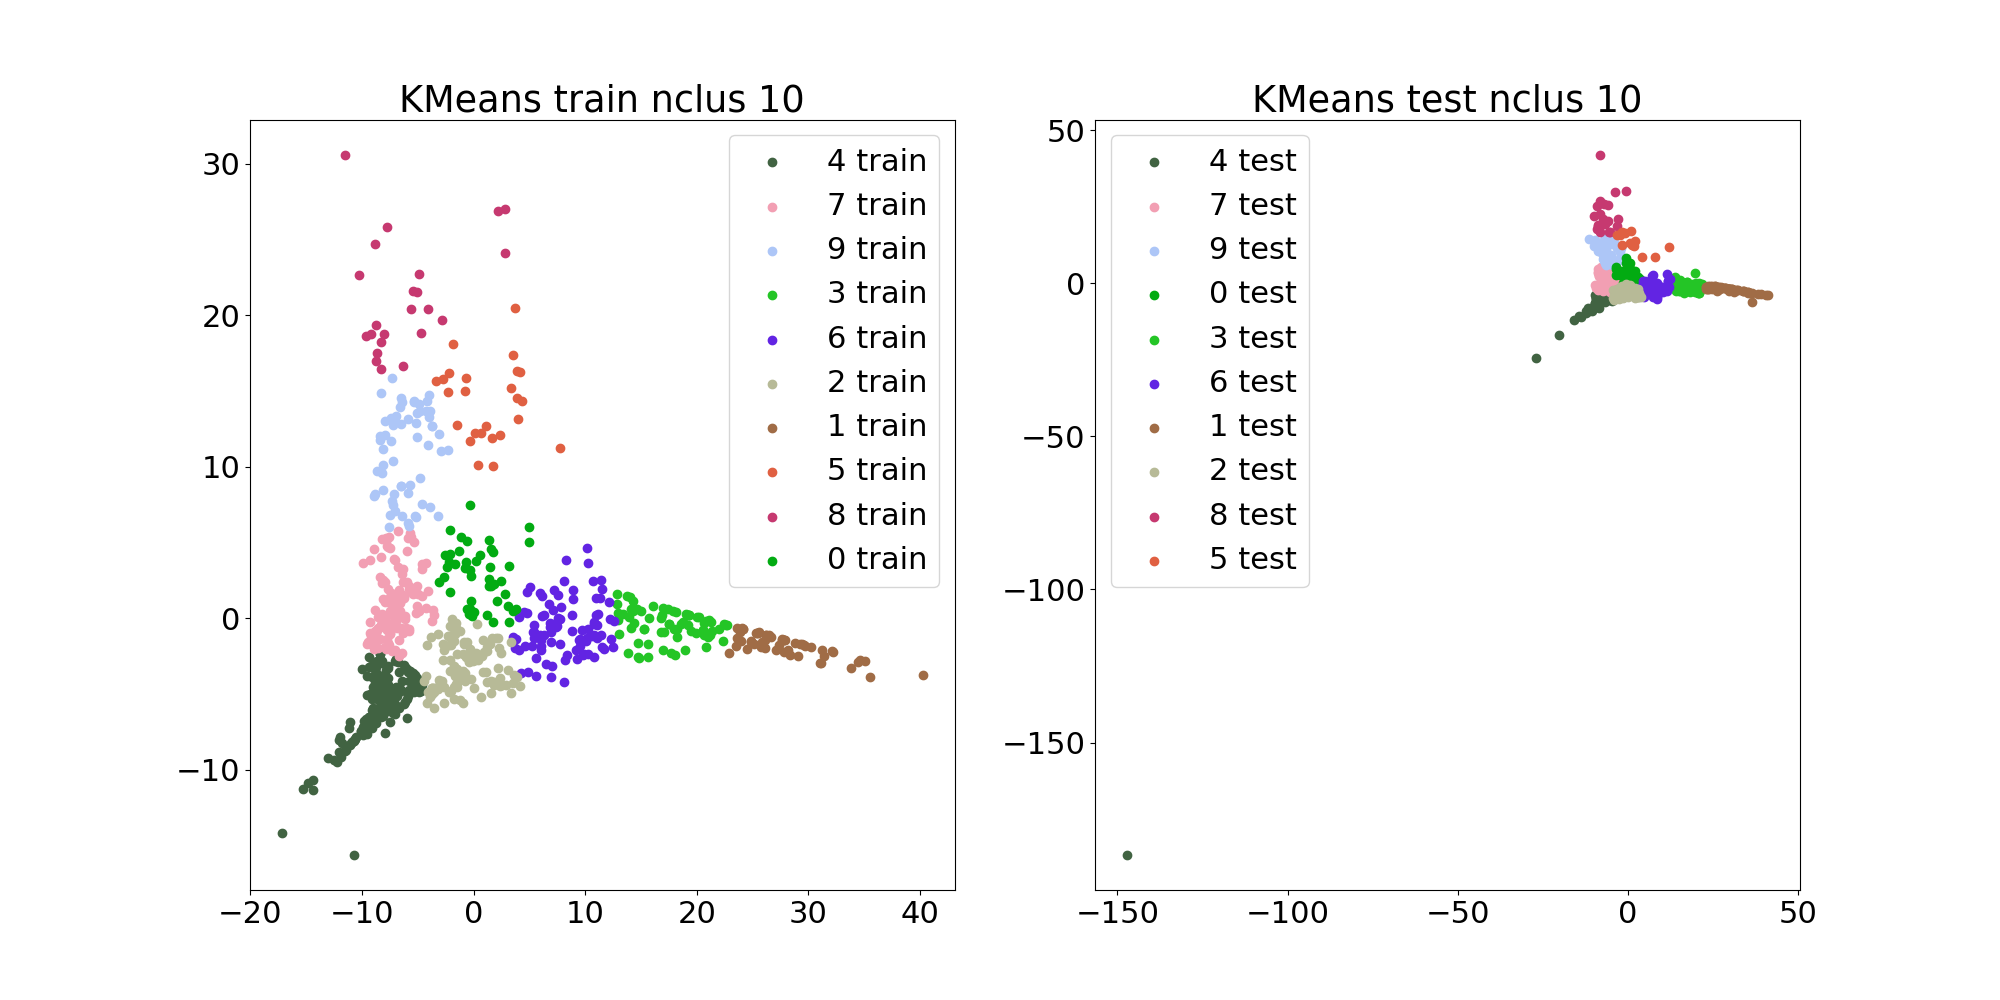 KMeans train nclus 10
30
20
10
0
−10
−20
−10
0
10
20
30
40
4 train
7 train
9 train
3 train
6 train
2 train
1 train
5 train
8 train
0 train
KMeans test nclus 10
50
0
−50
−100
−150
−150
−100
−50
0
50
4 test
7 test
9 test
0 test
3 test
6 test
1 test
2 test
8 test
5 test